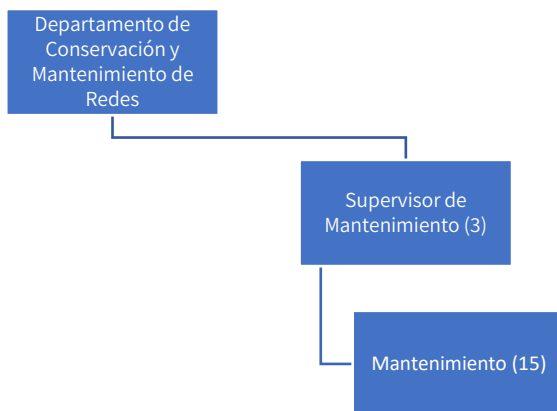 Departamento de
Conservación y
Mantenimiento de
Redes
Supervisor de
Mantenimiento (3)
Mantenimiento (15)